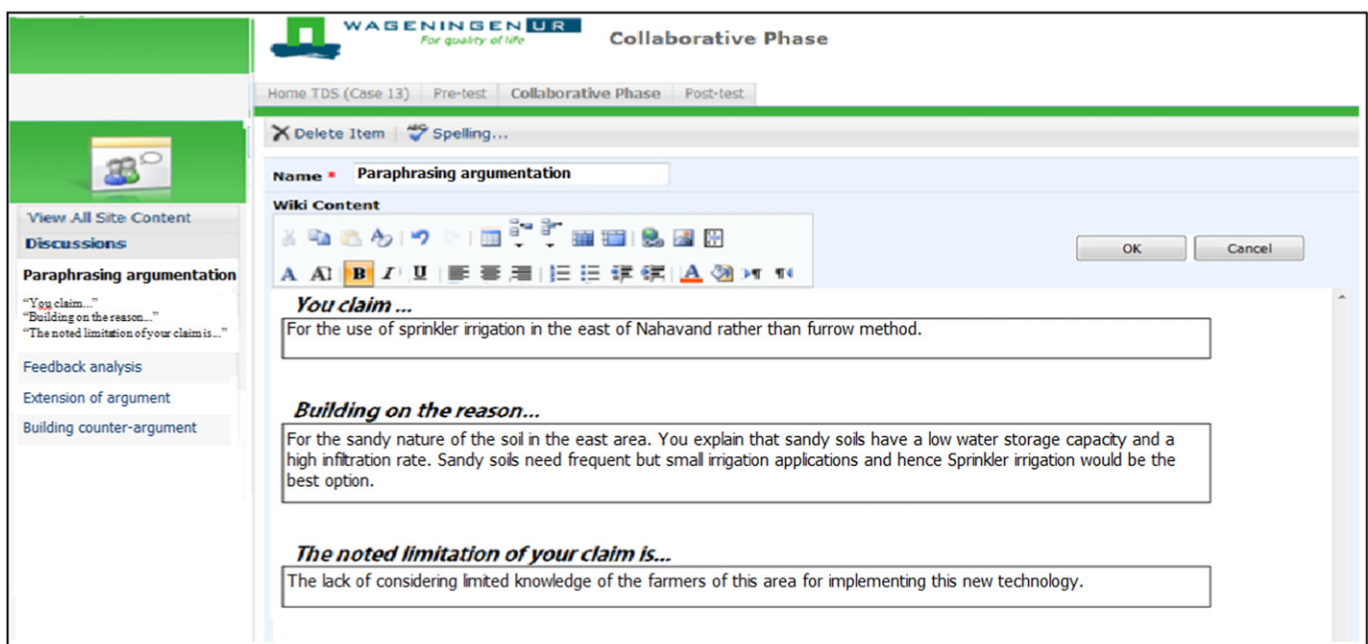 WAGENINGEN UR
For quality of life
Collaborative Phase
Home TDS (Case 13) Pre-test Collaborative Phase Post-test
Delete Item ABC Spelling...
Name * Paraphrasing argumentation
Wiki Content
OK Cancel
A A B I U A
View All Site Content
Discussions
Paraphrasing argumentation
“You claim...”
“Building on the reason...”
“The noted limitation of your claim is...”
Feedback analysis
Extension of argument
Building counter-argument
You claim ...
For the use of sprinkler irrigation in the east of Nahavand rather than furrow method.
Building on the reason...
For the sandy nature of the soil in the east area. You explain that sandy soils have a low water storage capacity and a
high infiltration rate. Sandy soils need frequent but small irrigation applications and hence Sprinkler irrigation would be the
best option.
The noted limitation of your claim is...
The lack of considering limited knowledge of the farmers of this area for implementing this new technology.